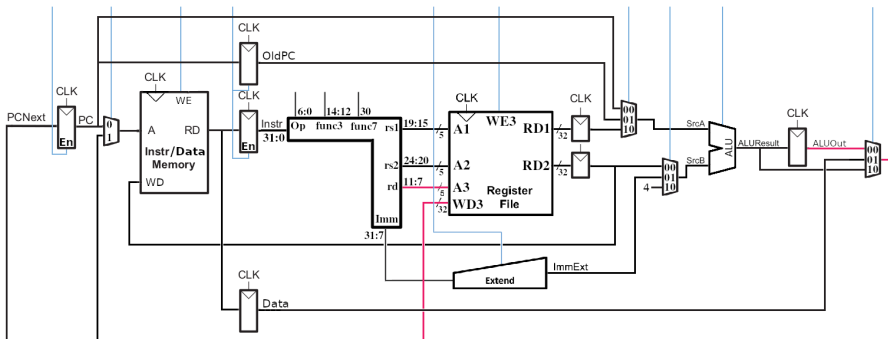 CLK
OldPC
CLK
PCNext
PC
En
0
1
CLK
WE
A
RD
Instr/Data
Memory
WD
CLK
En
Instr
31:0
6:0
14:12
30
Op
func3
func7
rs1
rs2
rd
Imm
31:7
19:15
24:20
11:7
5
5
5
32
CLK
WE3
A1
RD1
A2
RD2
A3
WD3
Register
File
32
32
CLK
00
01
10
SrcA
00
01
10
4
SrcB
ALU
ALUResult
CLK
ALUOut
00
01
10
Extend
ImmExt
CLK
Data